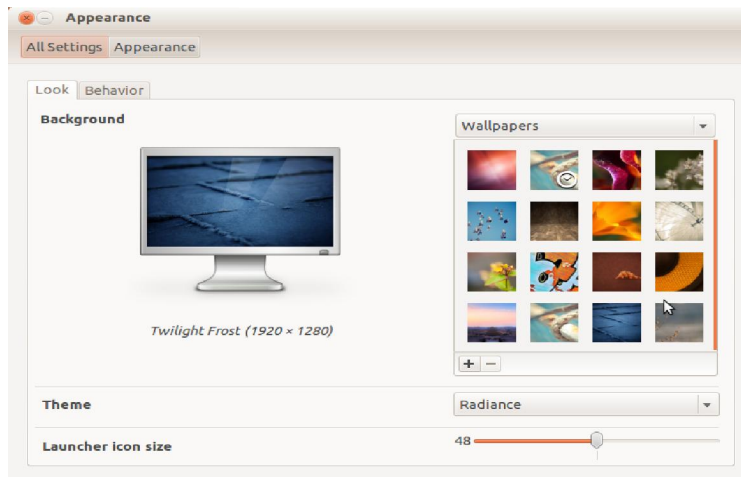 Appearance
All Settings Appearance
Look Behavior
Background
Wallpapers
Twilight Frost (1920 × 1280)
Theme
Radiance
Launcher icon size
48